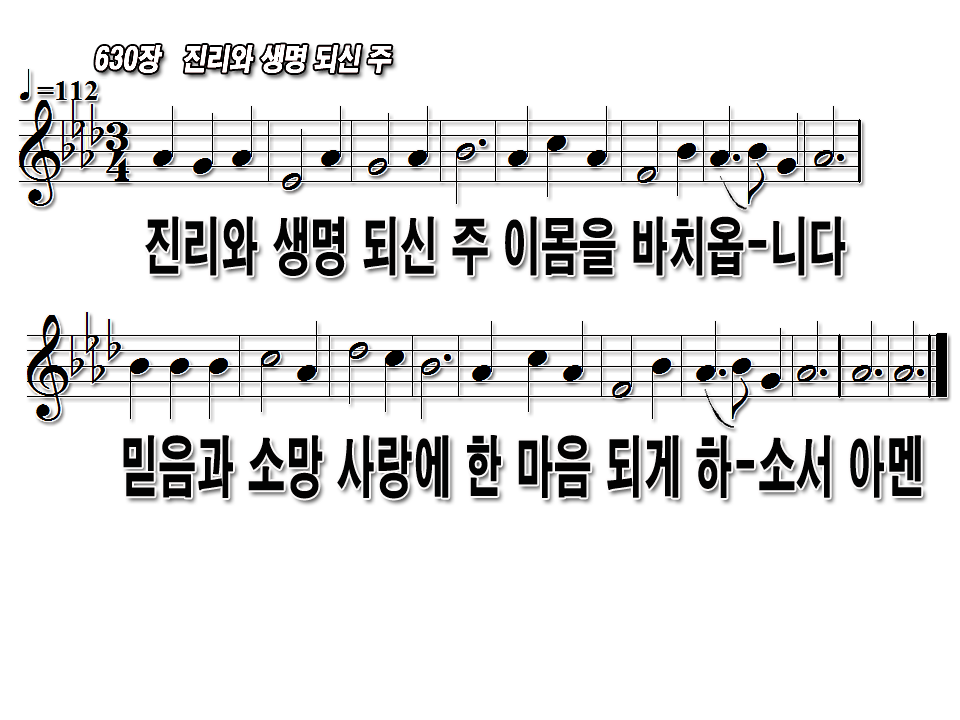 630장 진리와 생명 되신 주
♩=112
3
4
진리와 생명 되신 주 이몸을 바치옵-니다
믿음과 소망 사랑에 한 마음 되게 하-소서 아멘